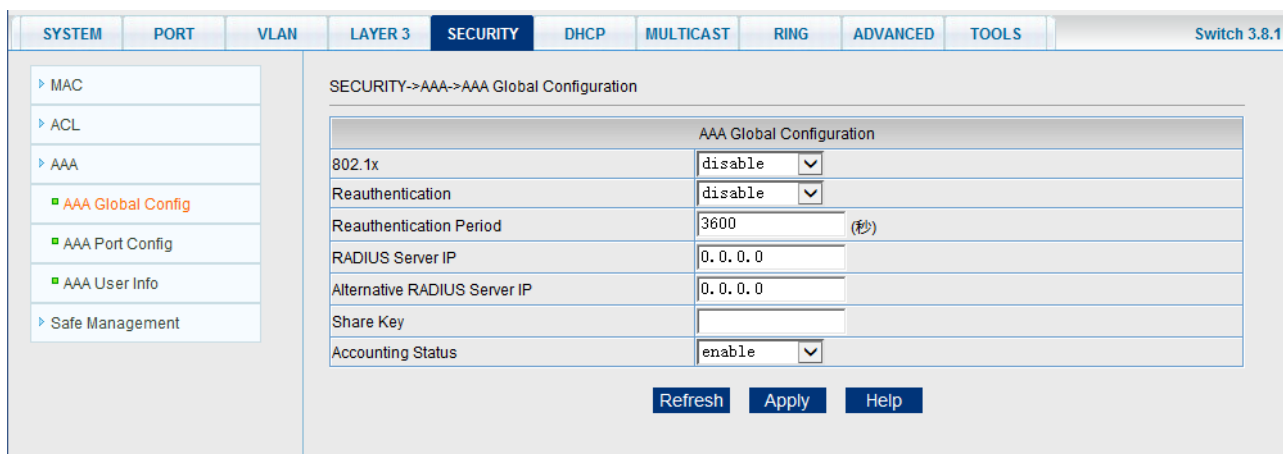 SYSTEM PORT VLAN LAYER 3 SECURITY DHCP MULTICAST RING ADVANCED TOOLS Switch 3.8.1
MAC
ACL
AAA
AAA Global Config
AAA Port Config
AAA User Info
Safe Management
SECURITY->AAA->AAA Global Configuration
AAA Global Configuration
802.1x disable
Reauthentication disable
Reauthentication Period 3600 (秒)
RADIUS Server IP 0.0.0.0
Alternative RADIUS Server IP 0.0.0.0
Share Key
Accounting Status enable
Refresh Apply Help